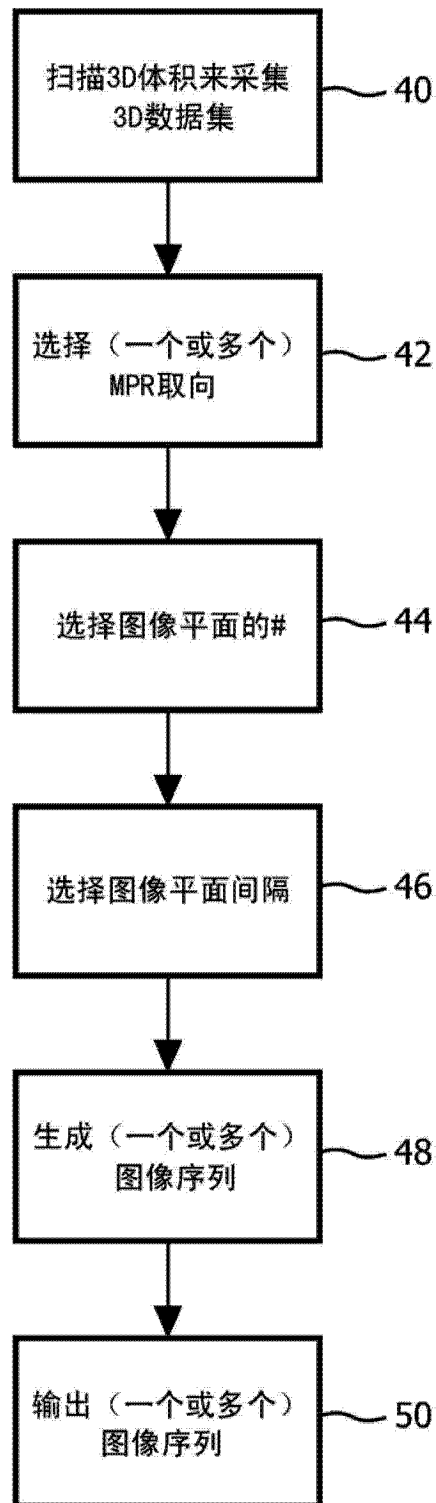 扫描3D体积来采集
3D数据集
40
选择（一个或多个）
MPR取向
42
选择图像平面的#
44
选择图像平面间隔
46
生成（一个或多个）
图像序列
48
输出（一个或多个）
图像序列
50